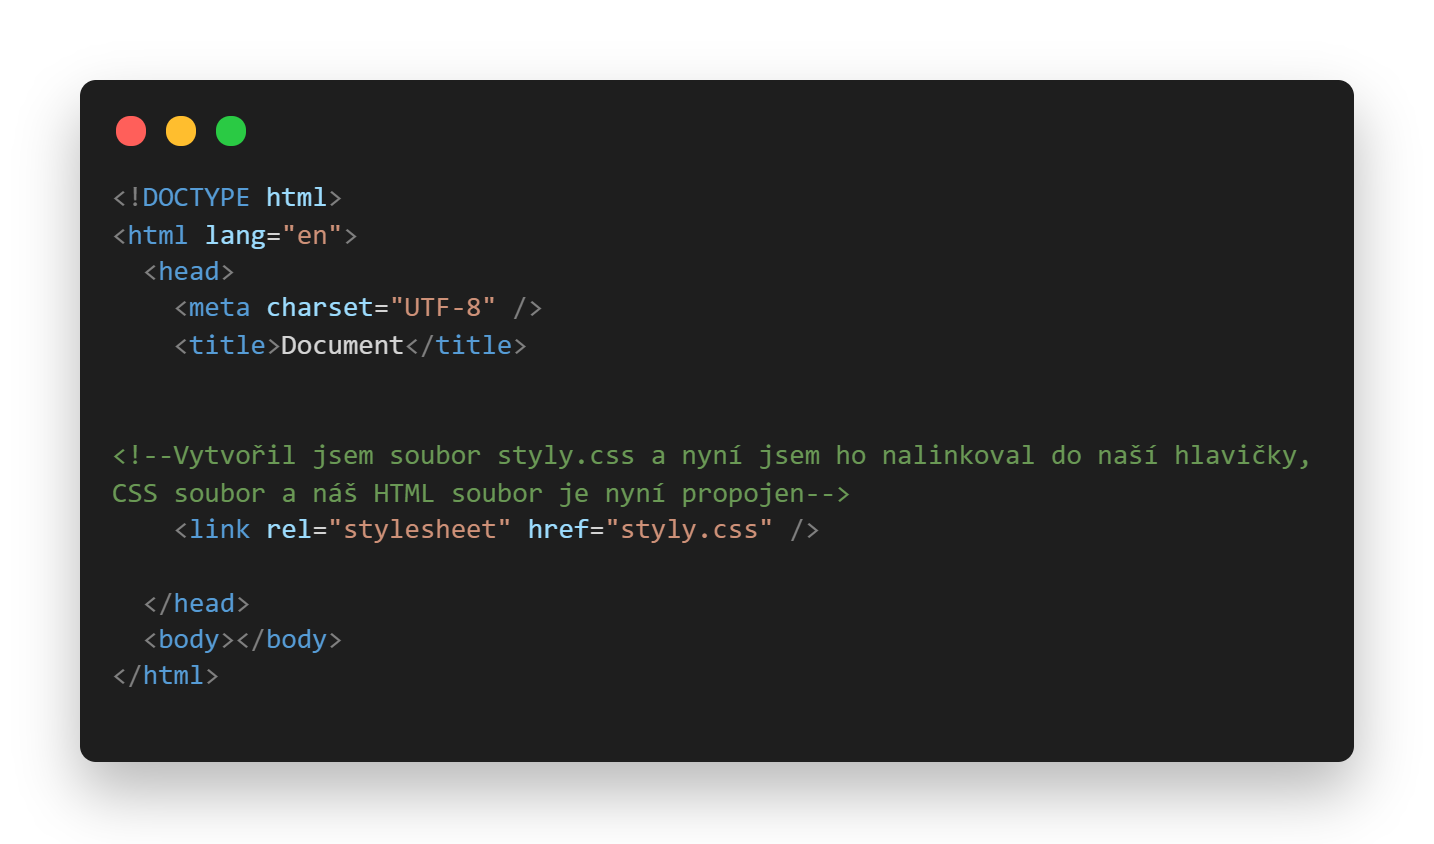 <!DOCTYPE html>
<html lang="en">
  <head>
    <meta charset="UTF-8" />
    <title>Document</title>
<!--Vytvořil jsem soubor styly.css a nyní jsem ho nalinkoval do naší hlavičky,
CSS soubor a náš HTML soubor je nyní propojen-->
    <link rel="stylesheet" href="styly.css" />
  </head>
  <body></body>
</html>